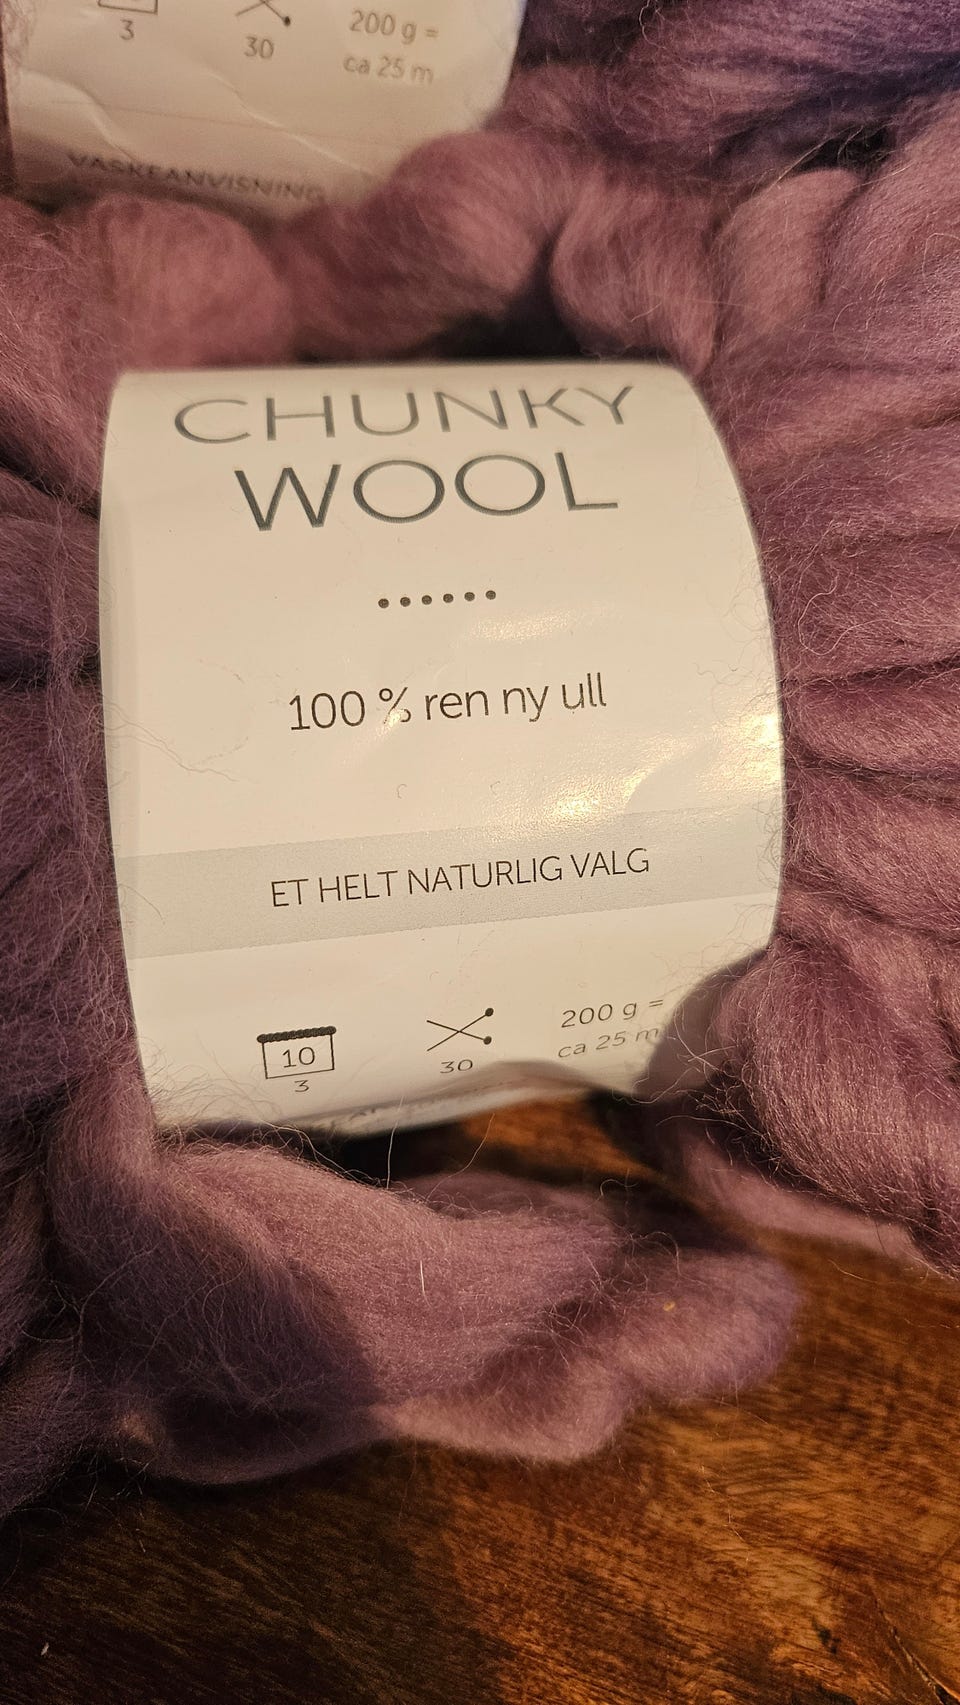 3
30
200 g =
ca 25 m
VASKEANVISNING
CHUNKY
WOOL
100 % ren ny ull
ET HELT NATURLIG VALG
10
3
30
200 g =
ca 25 m